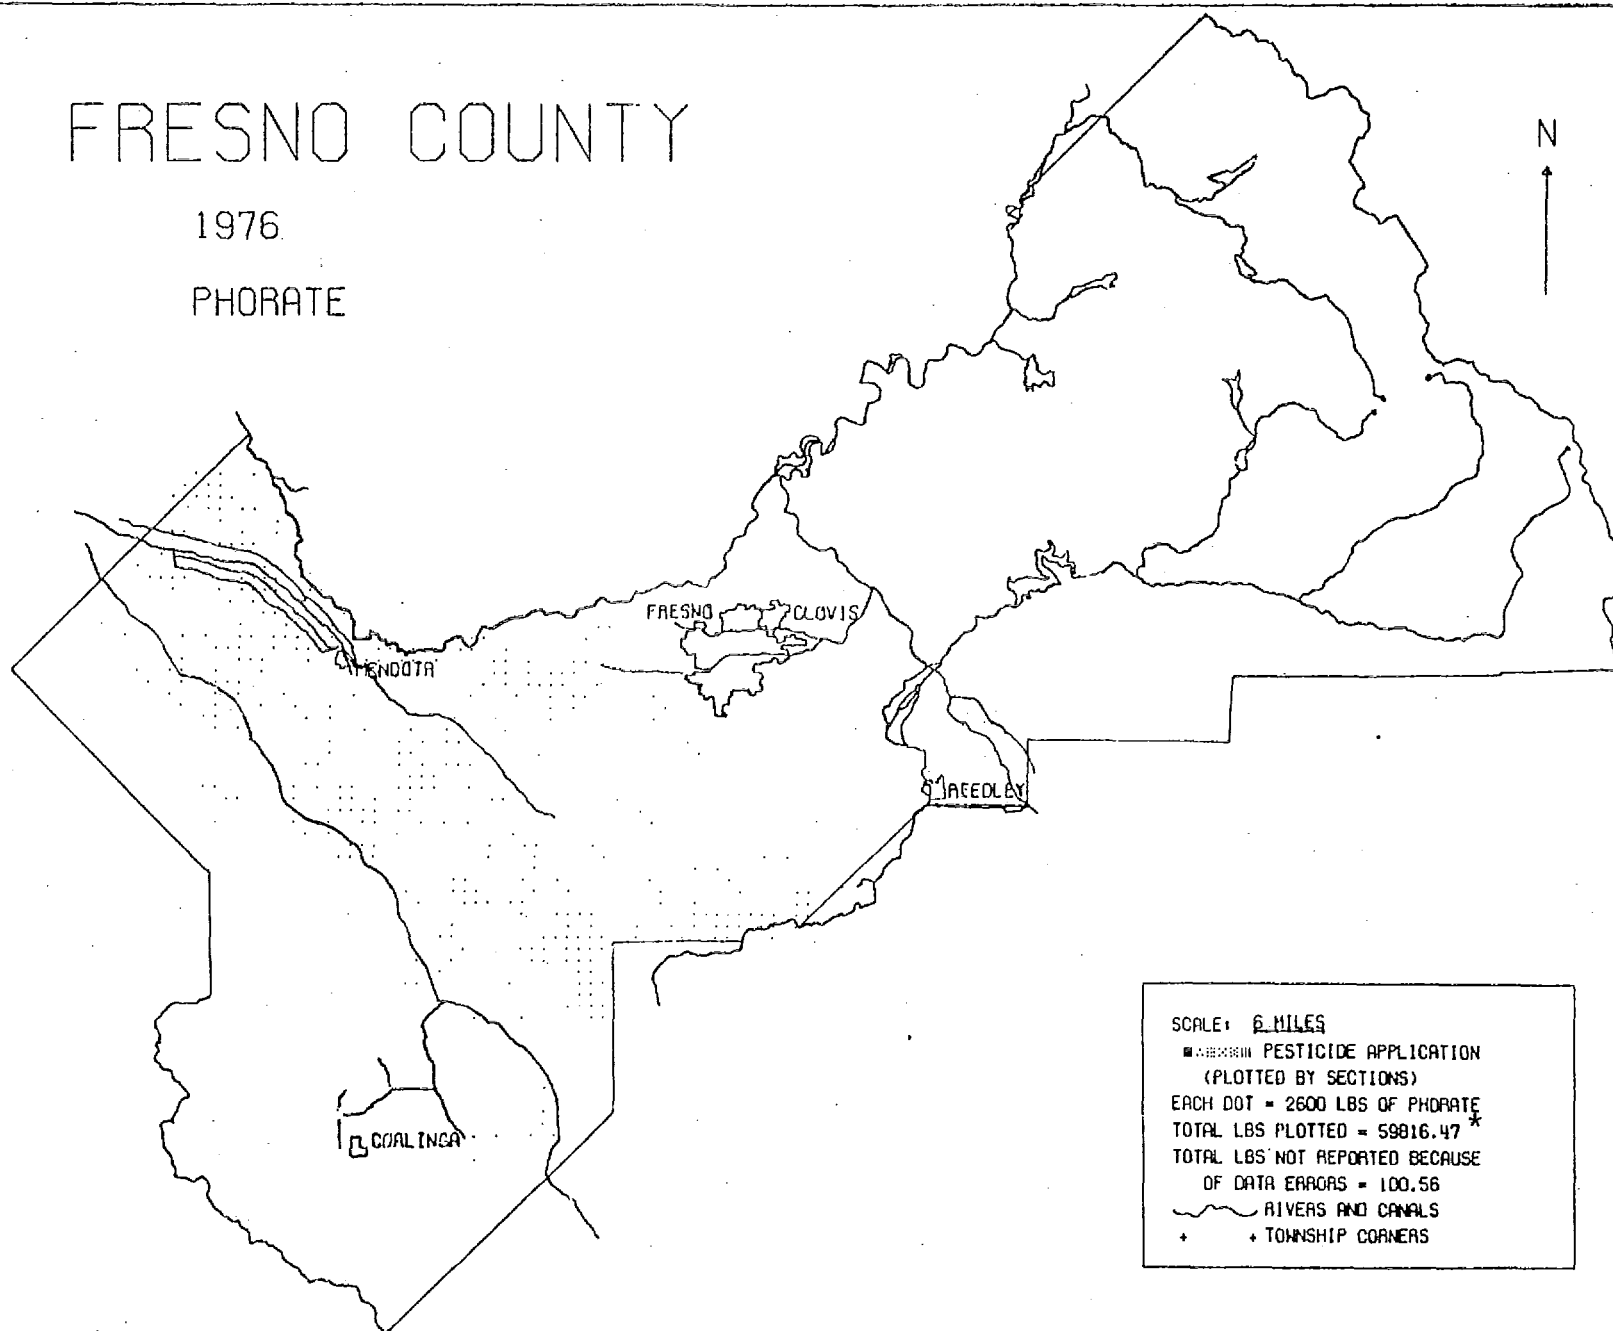 FRESNO COUNTY
1976
PHORATE
N
FRESNO
CLOVIS
MENDOTA
REEDLEY
COALINGA
SCALE: 6 MILES
PESTICIDE APPLICATION
(PLOTTED BY SECTIONS)
EACH DOT = 2600 LBS OF PHORATE
TOTAL LBS PLOTTED = 59816.47 *
TOTAL LBS NOT REPORTED BECAUSE
OF DATA ERRORS = 100.56
RIVERS AND CANALS
+ + TOWNSHIP CORNERS